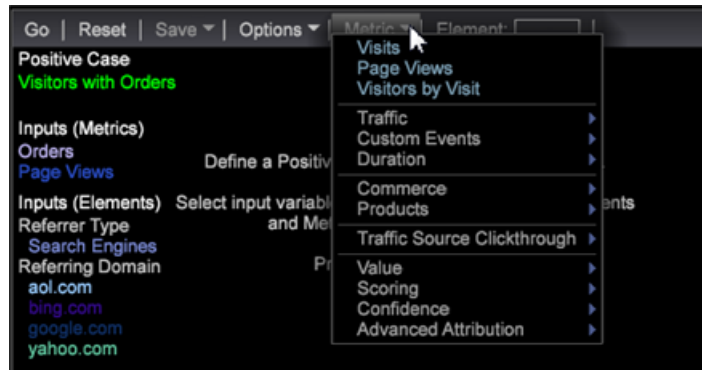 Go | Reset | Save | Options | Metric Element:
Positive Case
Visitors with Orders
Inputs (Metrics)
Orders
Page Views
Inputs (Elements)
Referrer Type
Search Engines
Referring Domain
aol.com
bing.com
google.com
yahoo.com
Define a Positiv
Select input variabl ents
and Met
Pr
Visits
Page Views
Visitors by Visit
Traffic
Custom Events
Duration
Commerce
Products
Traffic Source Clickthrough
Value
Scoring
Confidence
Advanced Attribution